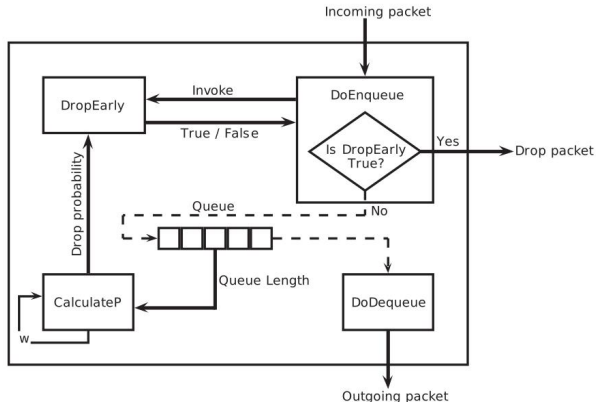 Incoming packet
DropEarly
Invoke
True / False
DoEnqueue
Is DropEarly
True?
Yes
Drop packet
No
Queue
Drop probability
Queue Length
CalculateP
w
DoDequeue
Outgoing packet